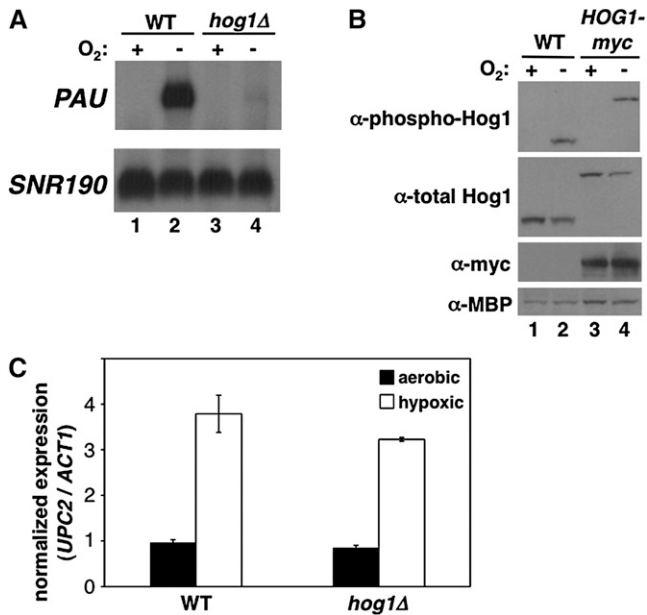 A
WT hog1Δ
O2: + - + -
PAU
SNR190
1 2 3 4
B
HOG1-
WT myc
O2: + - + -
α-phospho-Hog1
α-total Hog1
α-myc
α-MBP
1 2 3 4
C
normalized expression
(UPC2 / ACT1)
4
3
2
1
0
aerobic
hypoxic
WT hog1Δ